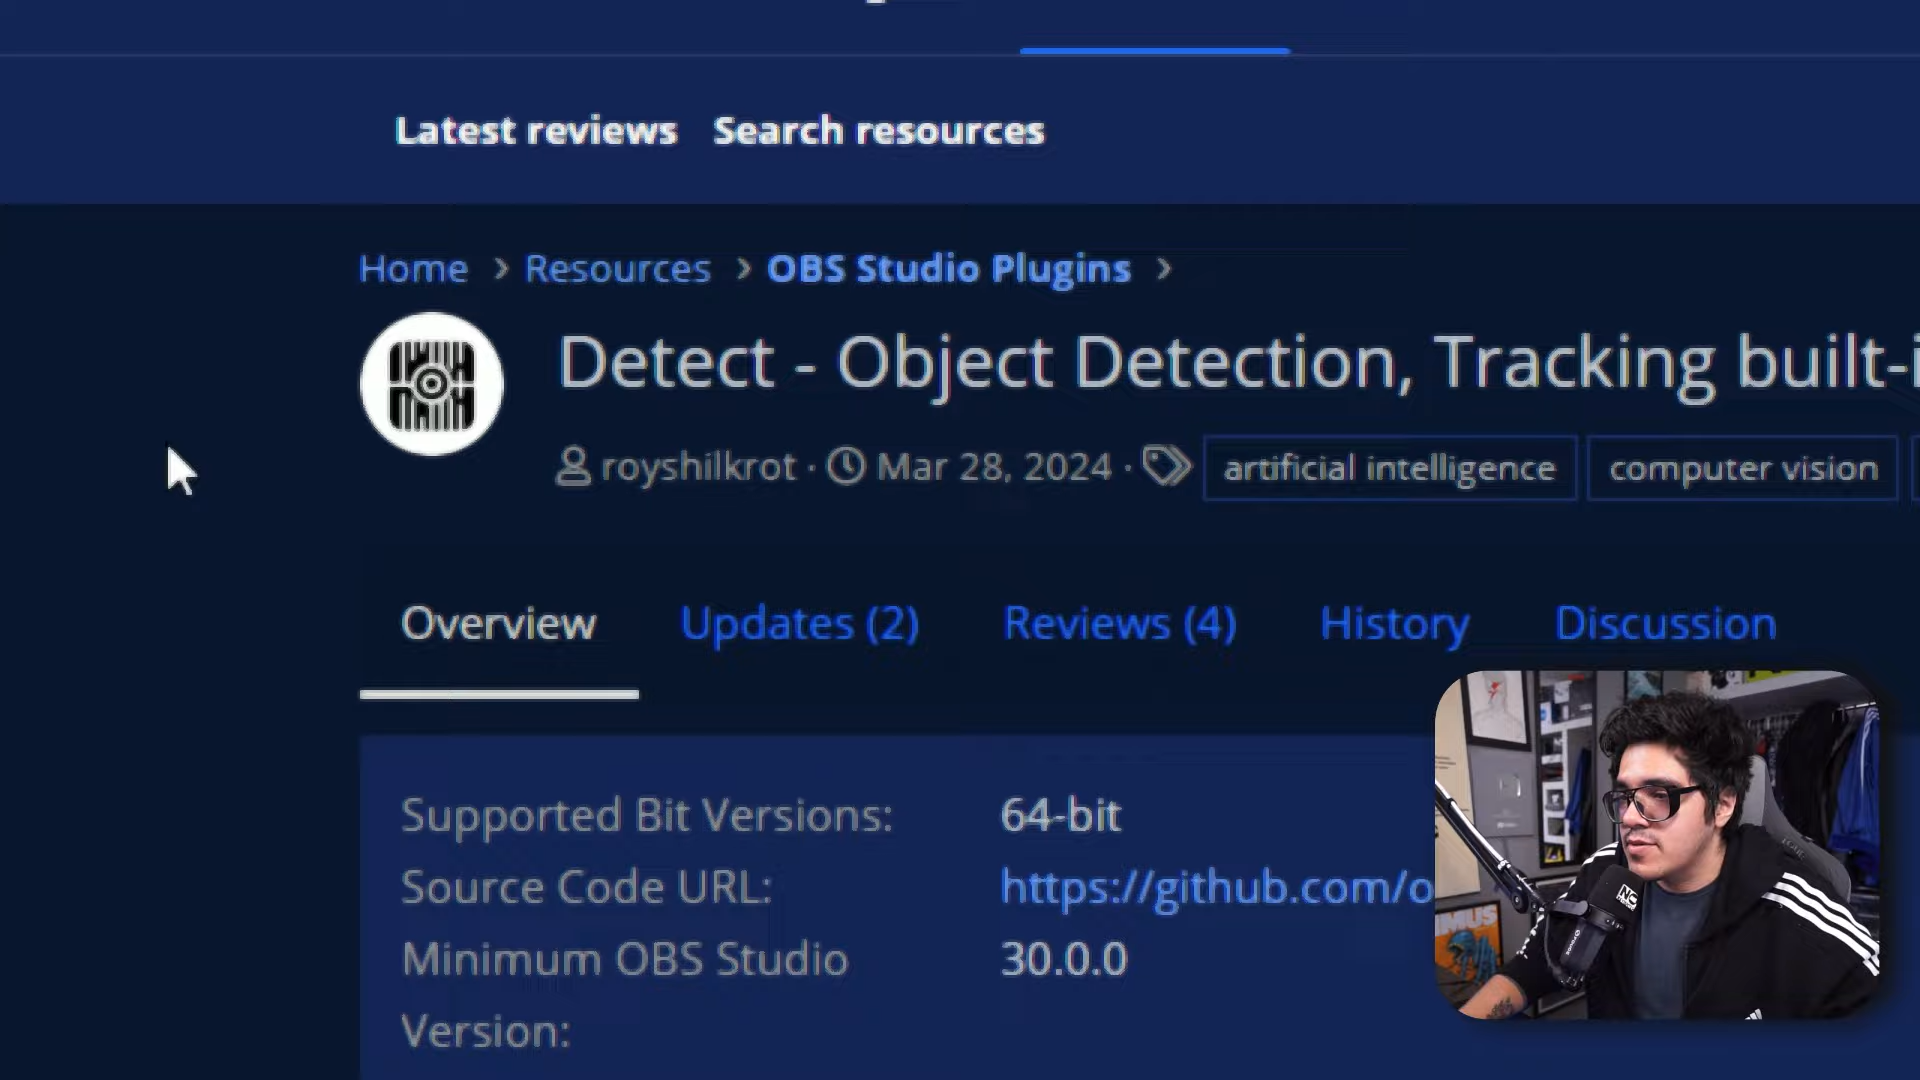 Latest reviews Search resources
Home > Resources > OBS Studio Plugins >
Detect - Object Detection, Tracking built-i
royshilkrot · Mar 28, 2024 · artificial intelligence computer vision
Overview Updates (2) Reviews (4) History Discussion
Supported Bit Versions: 64-bit
Source Code URL: https://github.com/o
Minimum OBS Studio 30.0.0
Version: